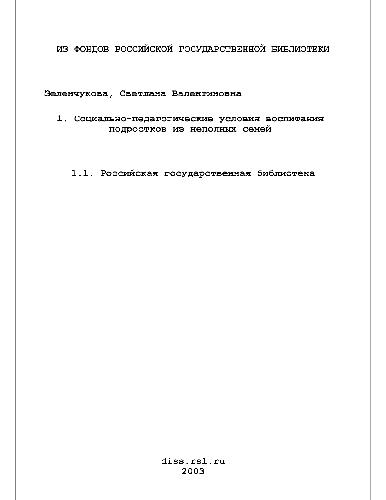 ИЗ ФОНДОВ РОССИЙСКОЙ ГОСУДАРСТВЕННОЙ БИБЛИОТЕКИ
Зеленчукова, Светлана Валентиновна
1. Социально-педагогические условия воспитания
подростков из неполных семей
1.1. Российская государственная библиотека
diss.rsl.ru
2003